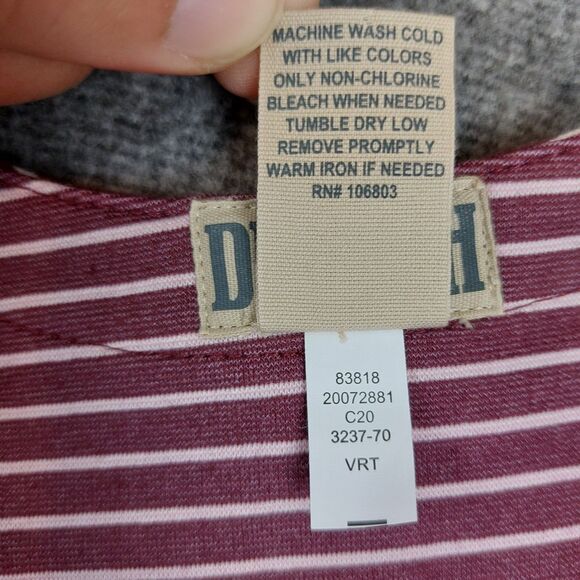 MACHINE WASH COLD
WITH LIKE COLORS
ONLY NON-CHLORINE
BLEACH WHEN NEEDED
TUMBLE DRY LOW
REMOVE PROMPTLY
WARM IRON IF NEEDED
RN# 106803
83818
20072881
C20
3237-70
VRT